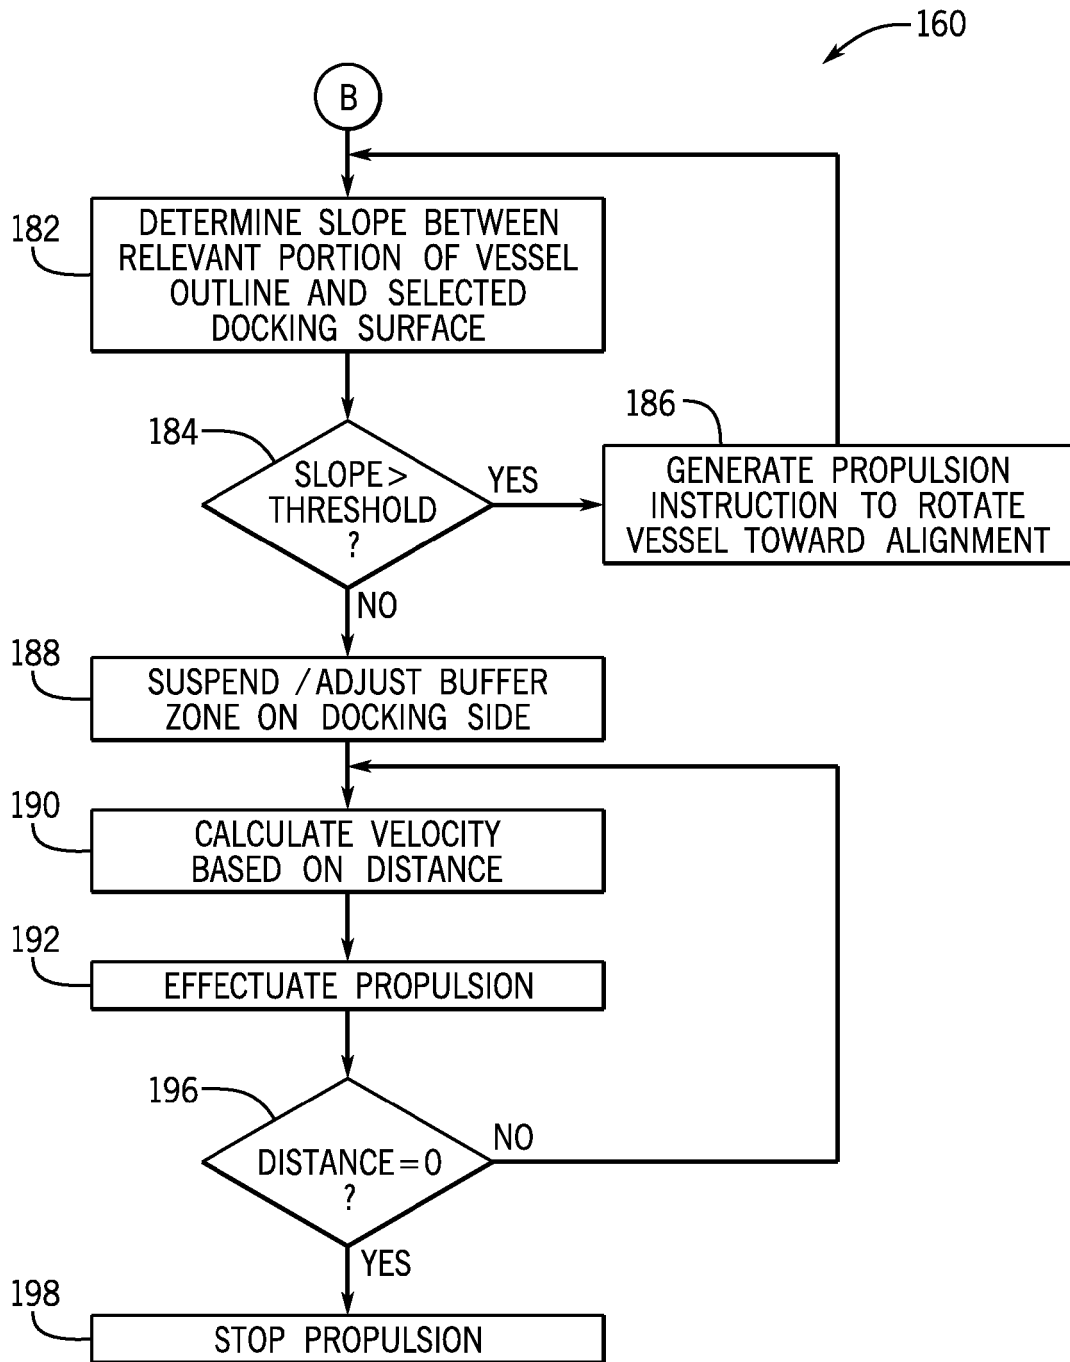 160
B
182
DETERMINE SLOPE BETWEEN
RELEVANT PORTION OF VESSEL
OUTLINE AND SELECTED
DOCKING SURFACE
184
SLOPE >
THRESHOLD
?
YES
186
GENERATE PROPULSION
INSTRUCTION TO ROTATE
VESSEL TOWARD ALIGNMENT
NO
188
SUSPEND /ADJUST BUFFER
ZONE ON DOCKING SIDE
190
CALCULATE VELOCITY
BASED ON DISTANCE
192
EFFECTUATE PROPULSION
196
DISTANCE=0
?
NO
YES
198
STOP PROPULSION